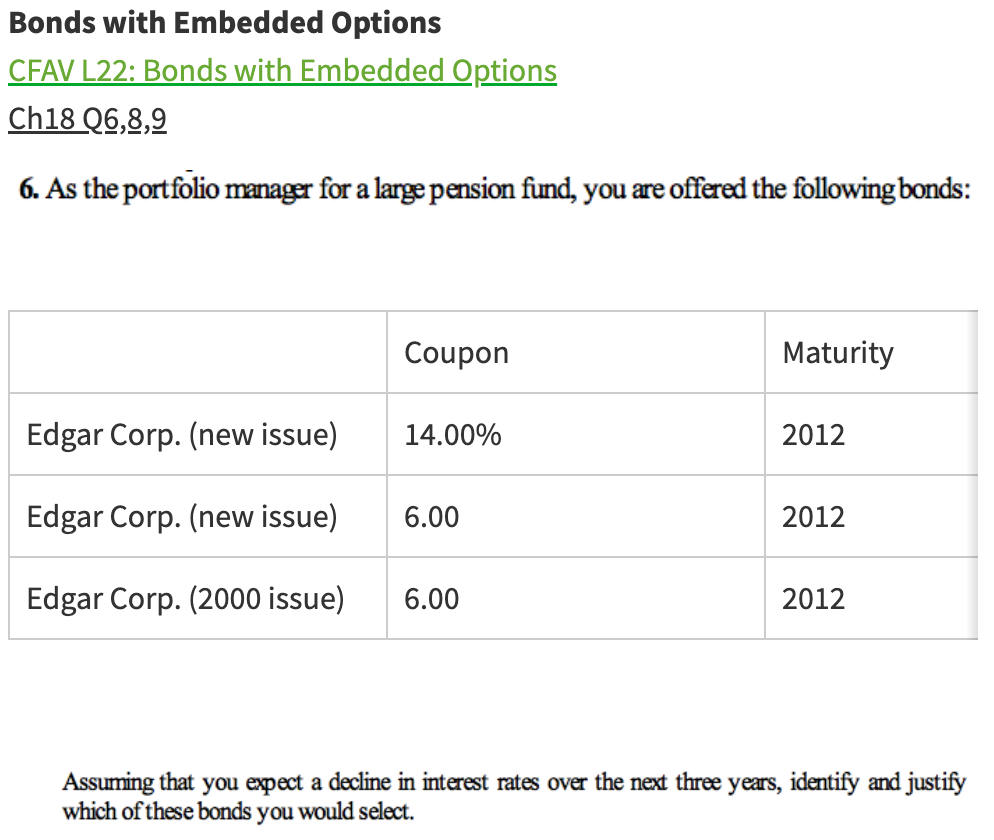 Bonds with Embedded Options
CFAV L22: Bonds with Embedded Options
Ch18 Q6,8,9
6. As the portfolio manager for a large pension fund, you are offered the following bonds:
Coupon Maturity
Edgar Corp. (new issue) 14.00% 2012
Edgar Corp. (new issue) 6.00 2012
Edgar Corp. (2000 issue) 6.00 2012
Assuming that you expect a decline in interest rates over the next three years, identify and justify
which of these bonds you would select.